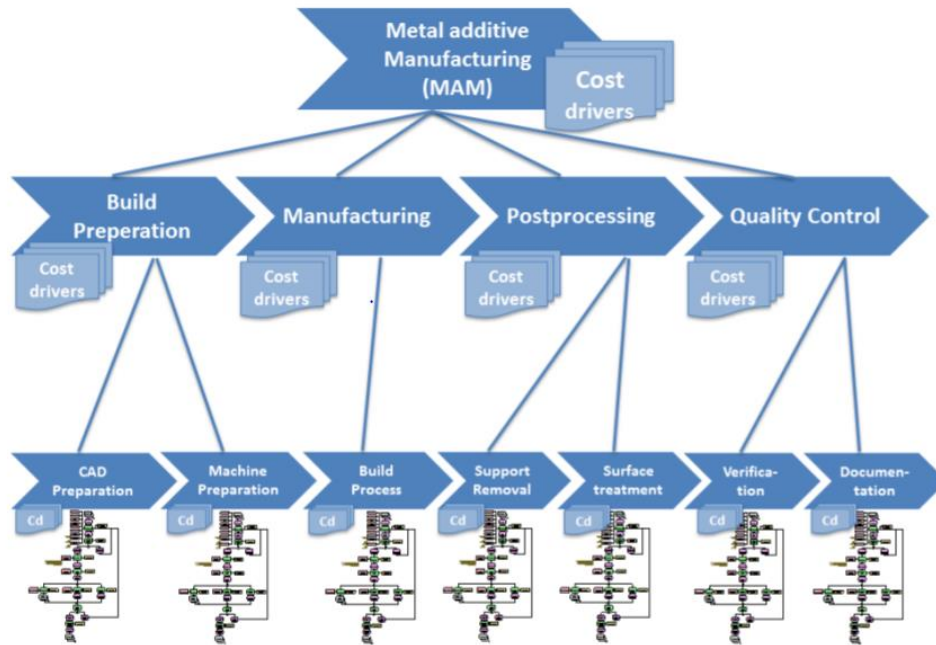 Metal additive
Manufacturing
(MAM)
Cost
drivers
Build
Preperation
Manufacturing
Postprocessing
Quality Control
Cost
drivers
Cost
drivers
Cost
drivers
Cost
drivers
CAD
Preparation
Machine
Preparation
Build
Process
Support
Removal
Surface
treatment
Verifica-
tion
Documen-
tation
Cd
Cd
Cd
Cd
Cd
Cd
Cd